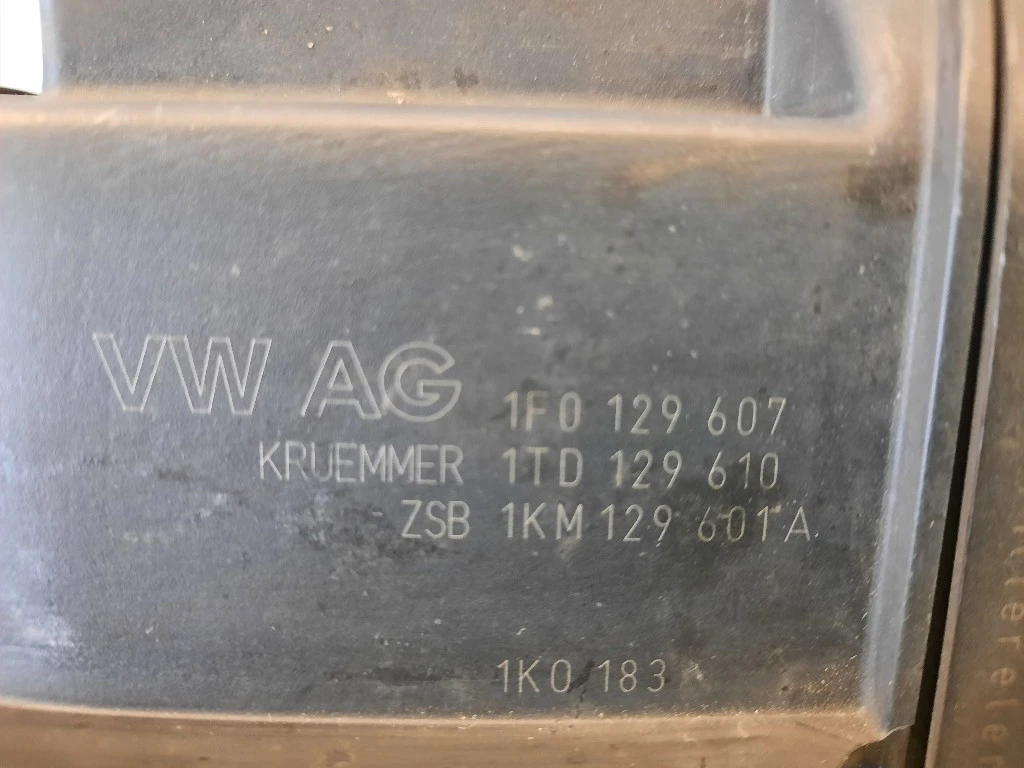 VW AG 1F0 129 607
KRUEMMER 1TD 129 610
ZSB 1KM 129 601 A
1K0 183